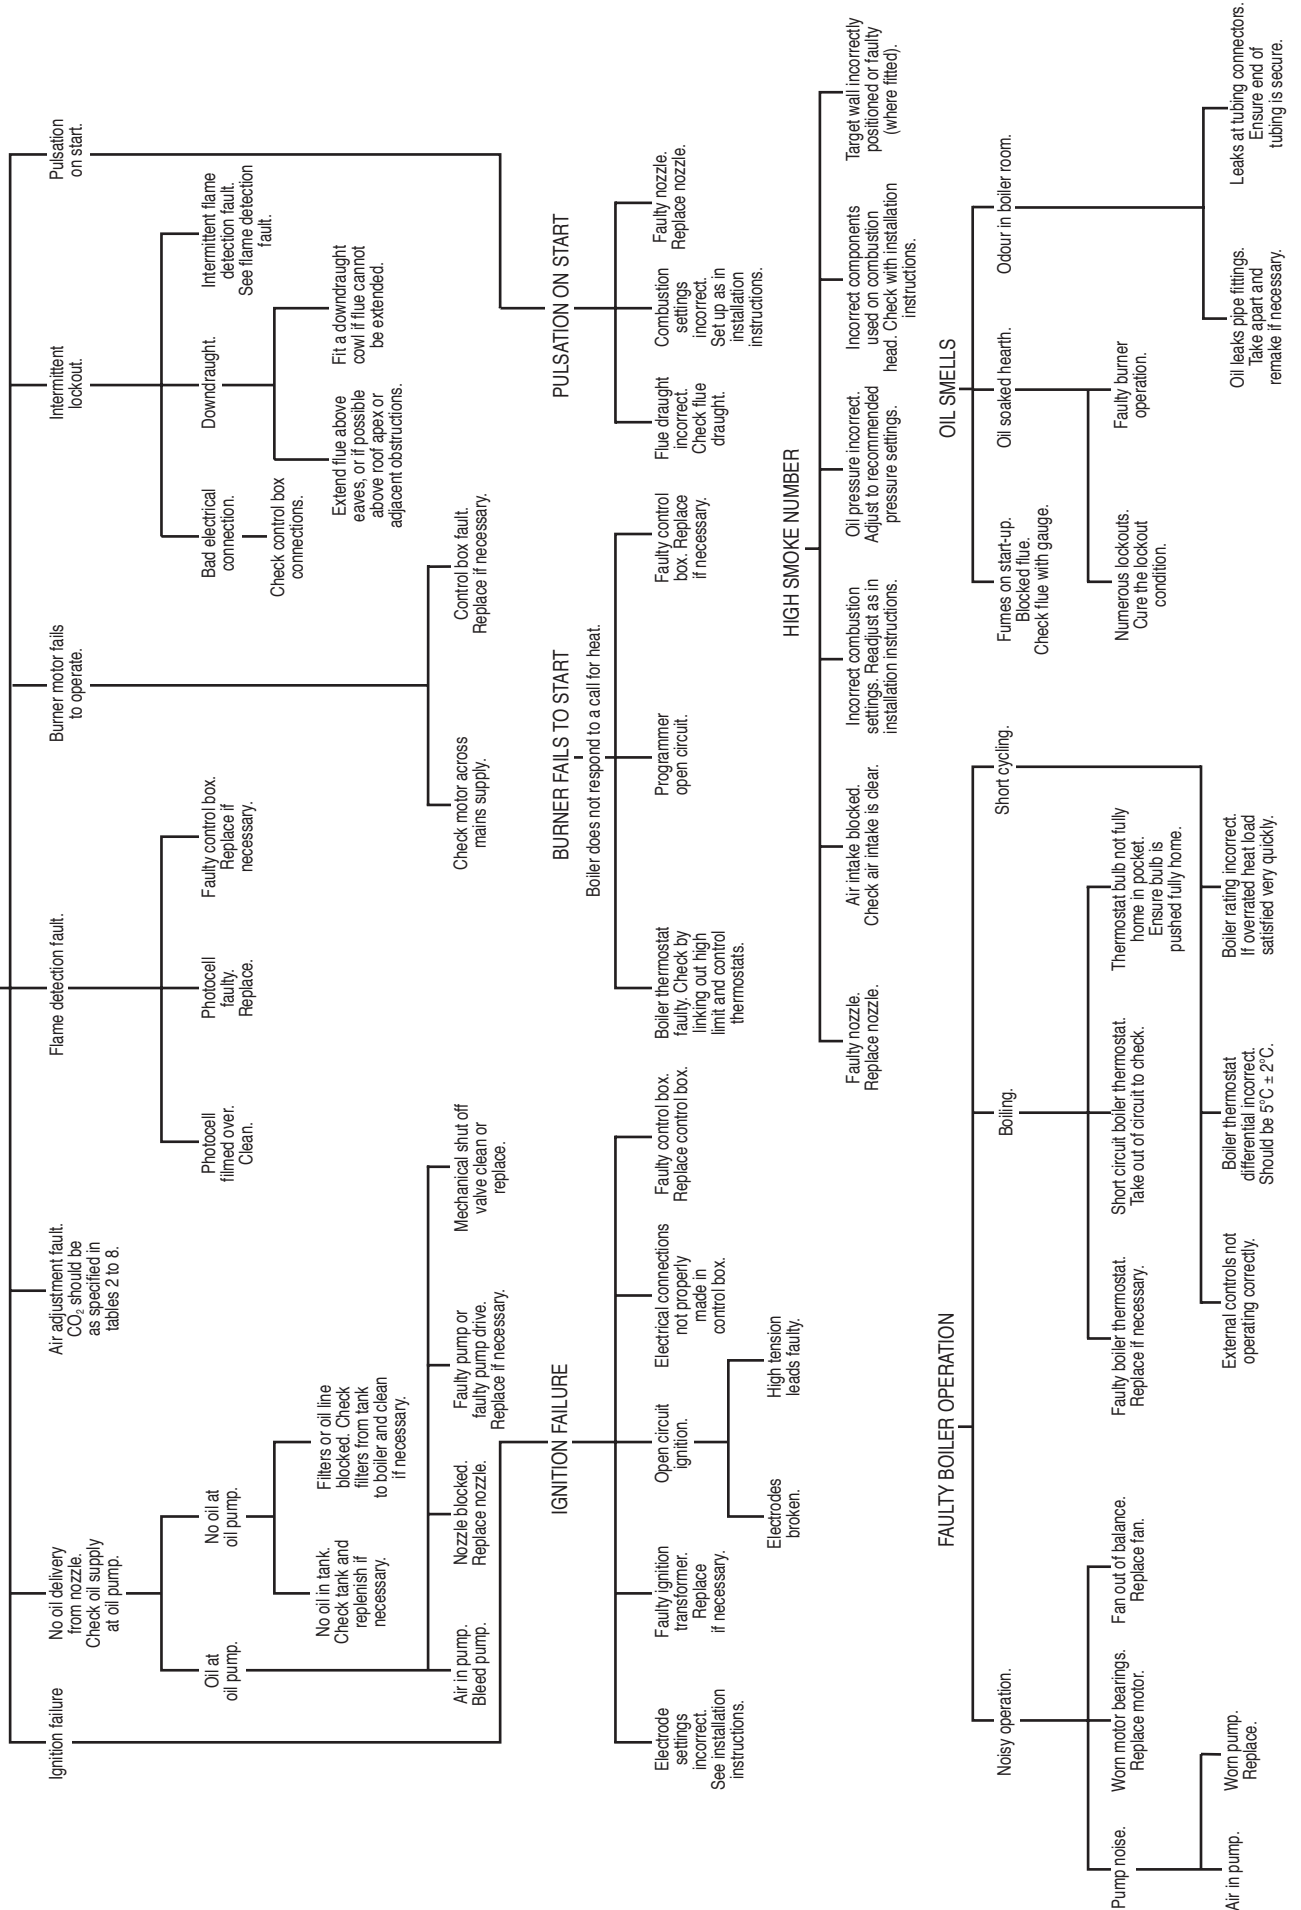 Ignition failure
No oil delivery
from nozzle.
Check oil supply
at oil pump.
Air adjustment fault.
CO₂ should be
as specified in
tables 2 to 8.
Flame detection fault.
Burner motor fails
to operate.
Intermittent
lockout.
Pulsation
on start.
Oil at
oil pump.
No oil at
oil pump.
Photocell
filmed over.
Clean.
Photocell
faulty.
Replace.
Faulty control box.
Replace if
necessary.
Bad electrical
connection.
Downdraught.
Intermittent flame
detection fault.
See flame detection
fault.
Check control box
connections.
No oil in tank.
Check tank and
replenish if
necessary.
Filters or oil line
blocked. Check
filters from tank
to boiler and clean
if necessary.
Extend flue above
eaves, or if possible
above roof apex or
adjacent obstructions.
Fit a downdraught
cowl if flue cannot
be extended.
Air in pump.
Bleed pump.
Nozzle blocked.
Replace nozzle.
Faulty pump or
faulty pump drive.
Replace if necessary.
Mechanical shut off
valve clean or
replace.
Check motor across
mains supply.
Control box fault.
Replace if necessary.
IGNITION FAILURE
Electrode
settings
incorrect.
See installation
instructions.
Faulty ignition
transformer.
Replace
if necessary.
Open circuit
ignition.
Electrical connections
not properly
made in
control box.
Faulty control box.
Replace control box.
Electrodes
broken.
High tension
leads faulty.
BURNER FAILS TO START
Boiler does not respond to a call for heat.
Boiler thermostat
faulty. Check by
linking out high
limit and control
thermostats.
Programmer
open circuit.
Faulty control
box. Replace
if necessary.
PULSATION ON START
Flue draught
incorrect.
Check flue
draught.
Combustion
settings
incorrect.
Set up as in
installation
instructions.
Faulty nozzle.
Replace nozzle.
HIGH SMOKE NUMBER
Faulty nozzle.
Replace nozzle.
Air intake blocked.
Check air intake is clear.
Incorrect combustion
settings. Readjust as in
installation instructions.
Oil pressure incorrect.
Adjust to recommended
pressure settings.
Incorrect components
used on combustion
head. Check with installation
instructions.
Target wall incorrectly
positioned or faulty
(where fitted).
FAULTY BOILER OPERATION
Noisy operation.
Boiling.
Short cycling.
Pump noise.
Worn motor bearings.
Replace motor.
Fan out of balance.
Replace fan.
Faulty boiler thermostat.
Replace if necessary.
Short circuit boiler thermostat.
Take out of circuit to check.
Thermostat bulb not fully
home in pocket.
Ensure bulb is
pushed fully home.
Air in pump.
Worn pump.
Replace.
External controls not
operating correctly.
Boiler thermostat
differential incorrect.
Should be 5°C ± 2°C.
Boiler rating incorrect.
If overrated heat load
satisfied very quickly.
OIL SMELLS
Fumes on start-up.
Blocked flue.
Check flue with gauge.
Oil soaked hearth.
Odour in boiler room.
Numerous lockouts.
Cure the lockout
condition.
Faulty burner
operation.
Oil leaks pipe fittings.
Take apart and
remake if necessary.
Leaks at tubing connectors.
Ensure end of
tubing is secure.